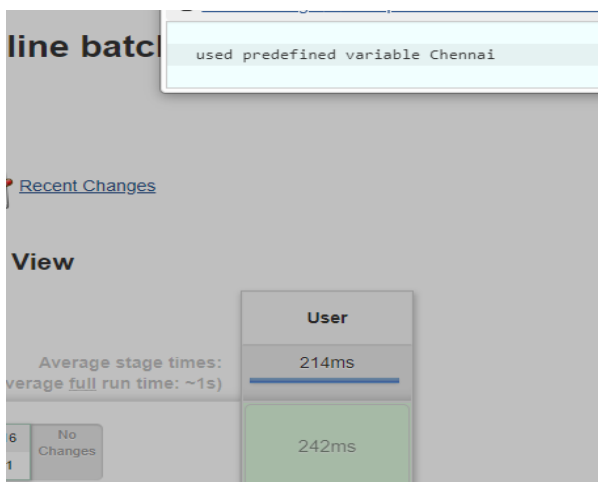 line batc
used predefined variable Chennai
Recent Changes
View
User
Average stage times:
214ms
verage full run time: ~1s)
6
No
Changes
1
242ms